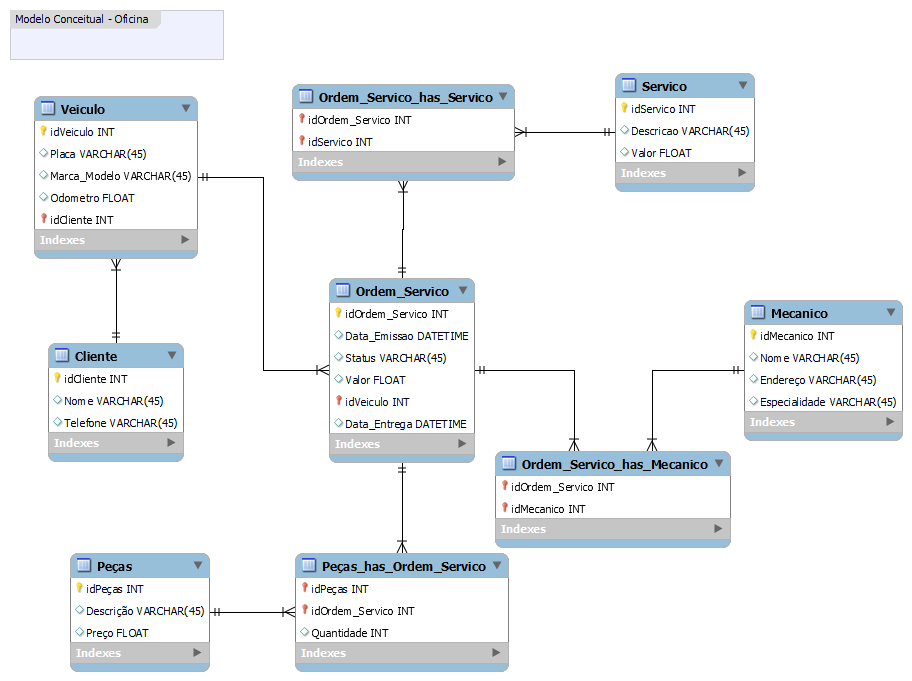 Modelo Conceitual - Oficina
Veiculo
idVeiculo INT
Placa VARCHAR(45)
Marca_Modelo VARCHAR(45)
Odometro FLOAT
idCliente INT
Indexes
Ordem_Servico_has_Servico
idOrdem_Servico INT
idServico INT
Indexes
Servico
idServico INT
Descricao VARCHAR(45)
Valor FLOAT
Indexes
Cliente
idCliente INT
Nome VARCHAR(45)
Telefone VARCHAR(45)
Indexes
Ordem_Servico
idOrdem_Servico INT
Data_Emissao DATETIME
Status VARCHAR(45)
Valor FLOAT
idVeiculo INT
Data_Entrega DATETIME
Indexes
Mecanico
idMecanico INT
Nome VARCHAR(45)
Endereço VARCHAR(45)
Especialidade VARCHAR(45)
Indexes
Ordem_Servico_has_Mecanico
idOrdem_Servico INT
idMecanico INT
Indexes
Peças
idPeças INT
Descrição VARCHAR(45)
Preço FLOAT
Indexes
Peças_has_Ordem_Servico
idPeças INT
idOrdem_Servico INT
Quantidade INT
Indexes